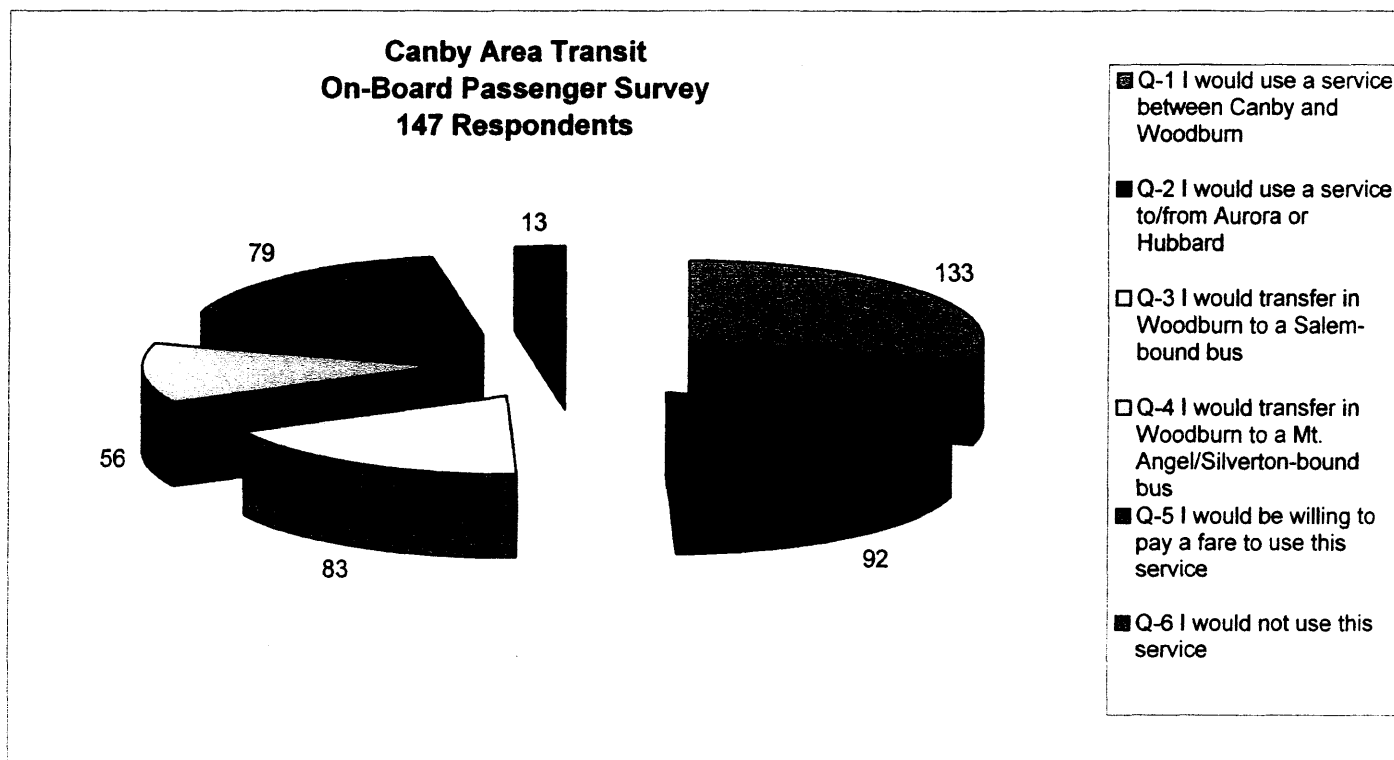 Canby Area Transit
On-Board Passenger Survey
147 Respondents
13
79
133
56
83
92
Q-1 I would use a service
between Canby and
Woodburn
Q-2 I would use a service
to/from Aurora or
Hubbard
Q-3 I would transfer in
Woodburn to a Salem-
bound bus
Q-4 I would transfer in
Woodburn to a Mt.
Angel/Silverton-bound
bus
Q-5 I would be willing to
pay a fare to use this
service
Q-6 I would not use this
service